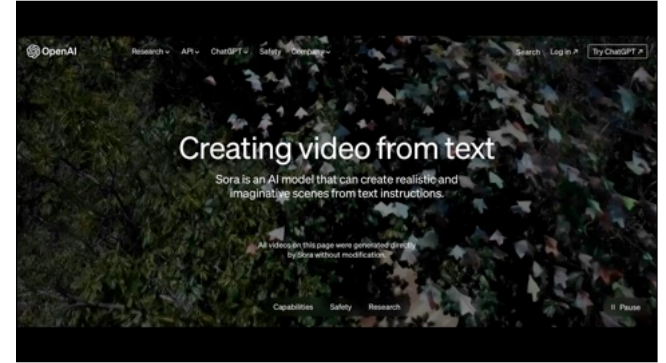 OpenAI Research API ChatGPT Safety Company Search Log in ↗ Try ChatGPT ↗
Creating video from text
Sora is an AI model that can create realistic and
imaginative scenes from text instructions.
All videos on this page were generated directly
by Sora without modification.
Capabilities Safety Research Pause